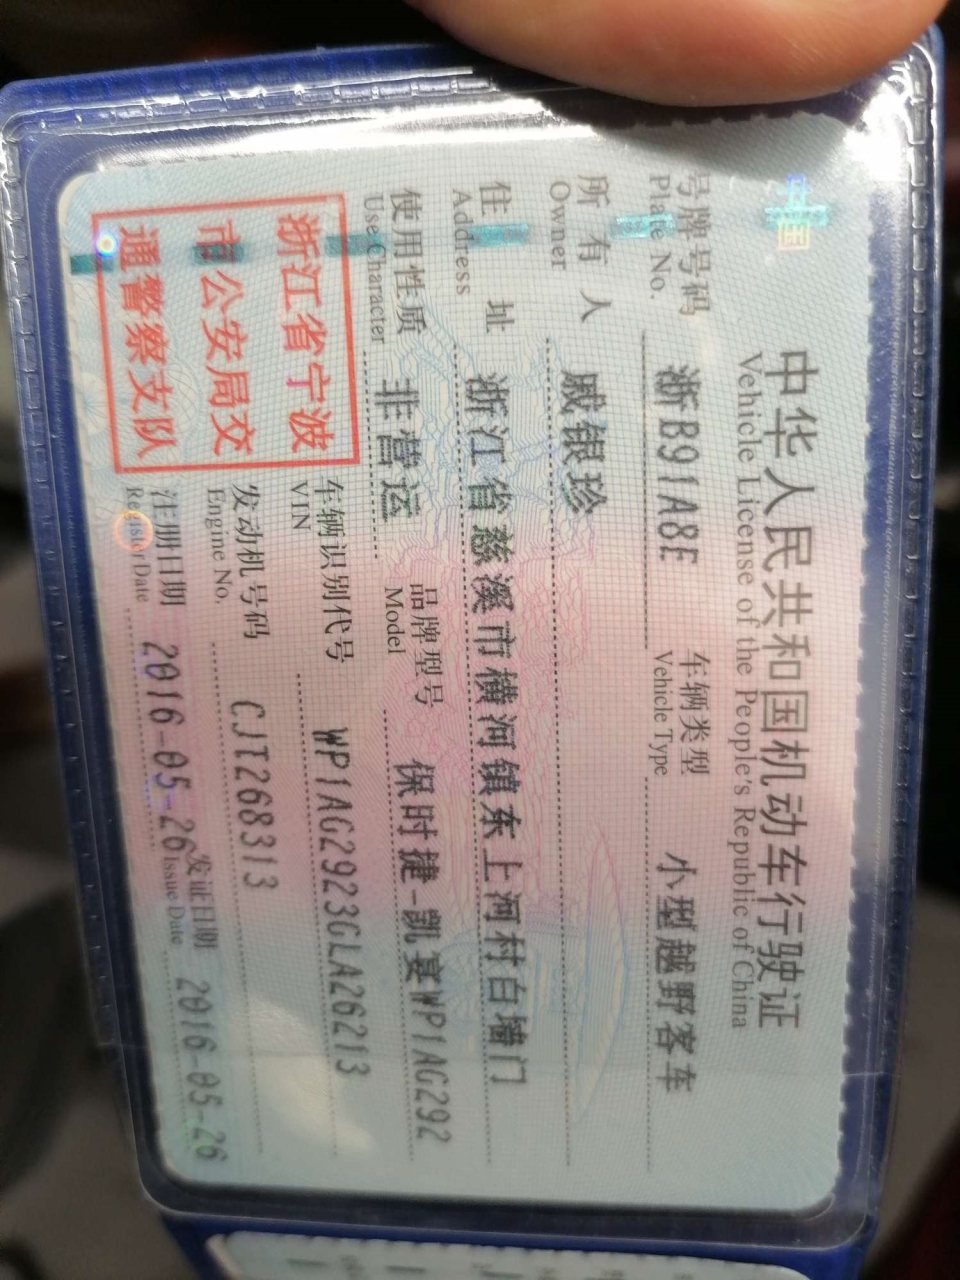 中国
中华人民共和国机动车行驶证
Vehicle License of the People's Republic of China
号牌号码 浙B91A8E 车辆类型 小型越野客车
Plate No. Vehicle Type
所有人 戚银珍
Owner
住址 浙江省慈溪市横河镇东上河村白墙门
Address
使用性质 非营运 品牌型号 保时捷-凯宴WP1AG292
Use Character Model
浙江省宁波
市公安局交
通警察支队
车辆识别代号 WP1AG2923GLA26213
VIN
发动机号码 CJT268313
Engine No.
注册日期 2016-05-26 发证日期 2016-05-26
Register Date Issue Date